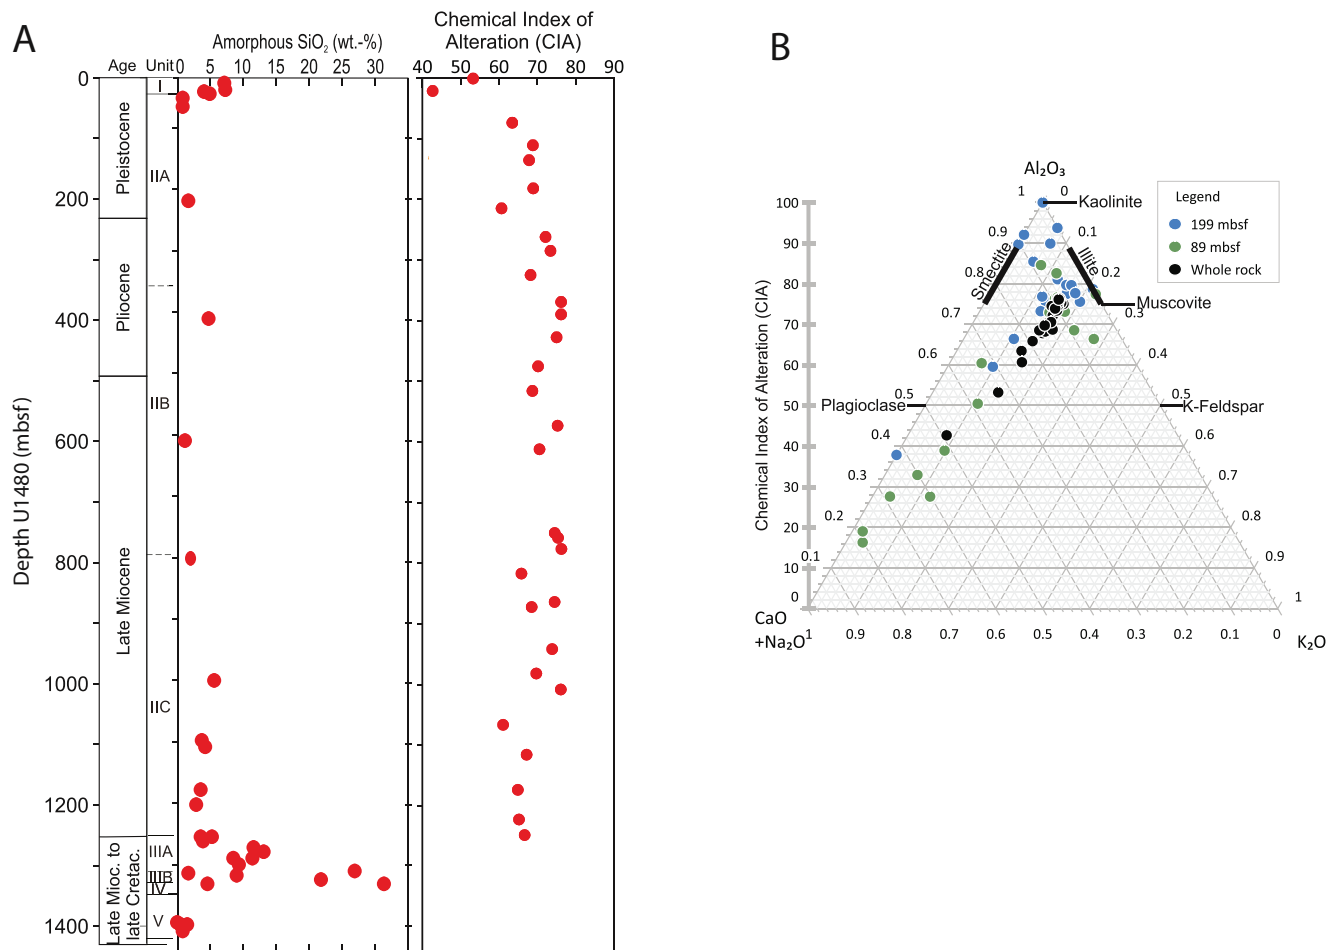 A
Amorphous SiO₂ (wt.-%)
Chemical Index of
Alteration (CIA)
Age Unit 0 5 10 15 20 25 30
40 50 60 70 80 90
Depth U1480 (mbsf)
0
200
400
600
800
1000
1200
1400
Pleistocene
Pliocene
Late Miocene
Late Mioc. to
late Cretac.
I
IIA
IIB
IIC
IIIA
IIIB
IV
V
B
Al₂O₃
1 0
Kaolinite
Legend
199 mbsf
89 mbsf
Whole rock
Chemical Index of Alteration (CIA)
100
90
80
70
60
50
40
30
20
10
0
0.9
0.8
0.7
0.6
0.5
0.4
0.3
0.2
0.1
0
0.1
0.2
0.3
0.4
0.5
0.6
0.7
0.8
0.9
1
Smectite
Illite
Muscovite
Plagioclase
K-Feldspar
CaO
+Na₂O
1 0.9 0.8 0.7 0.6 0.5 0.4 0.3 0.2 0.1 0
K₂O